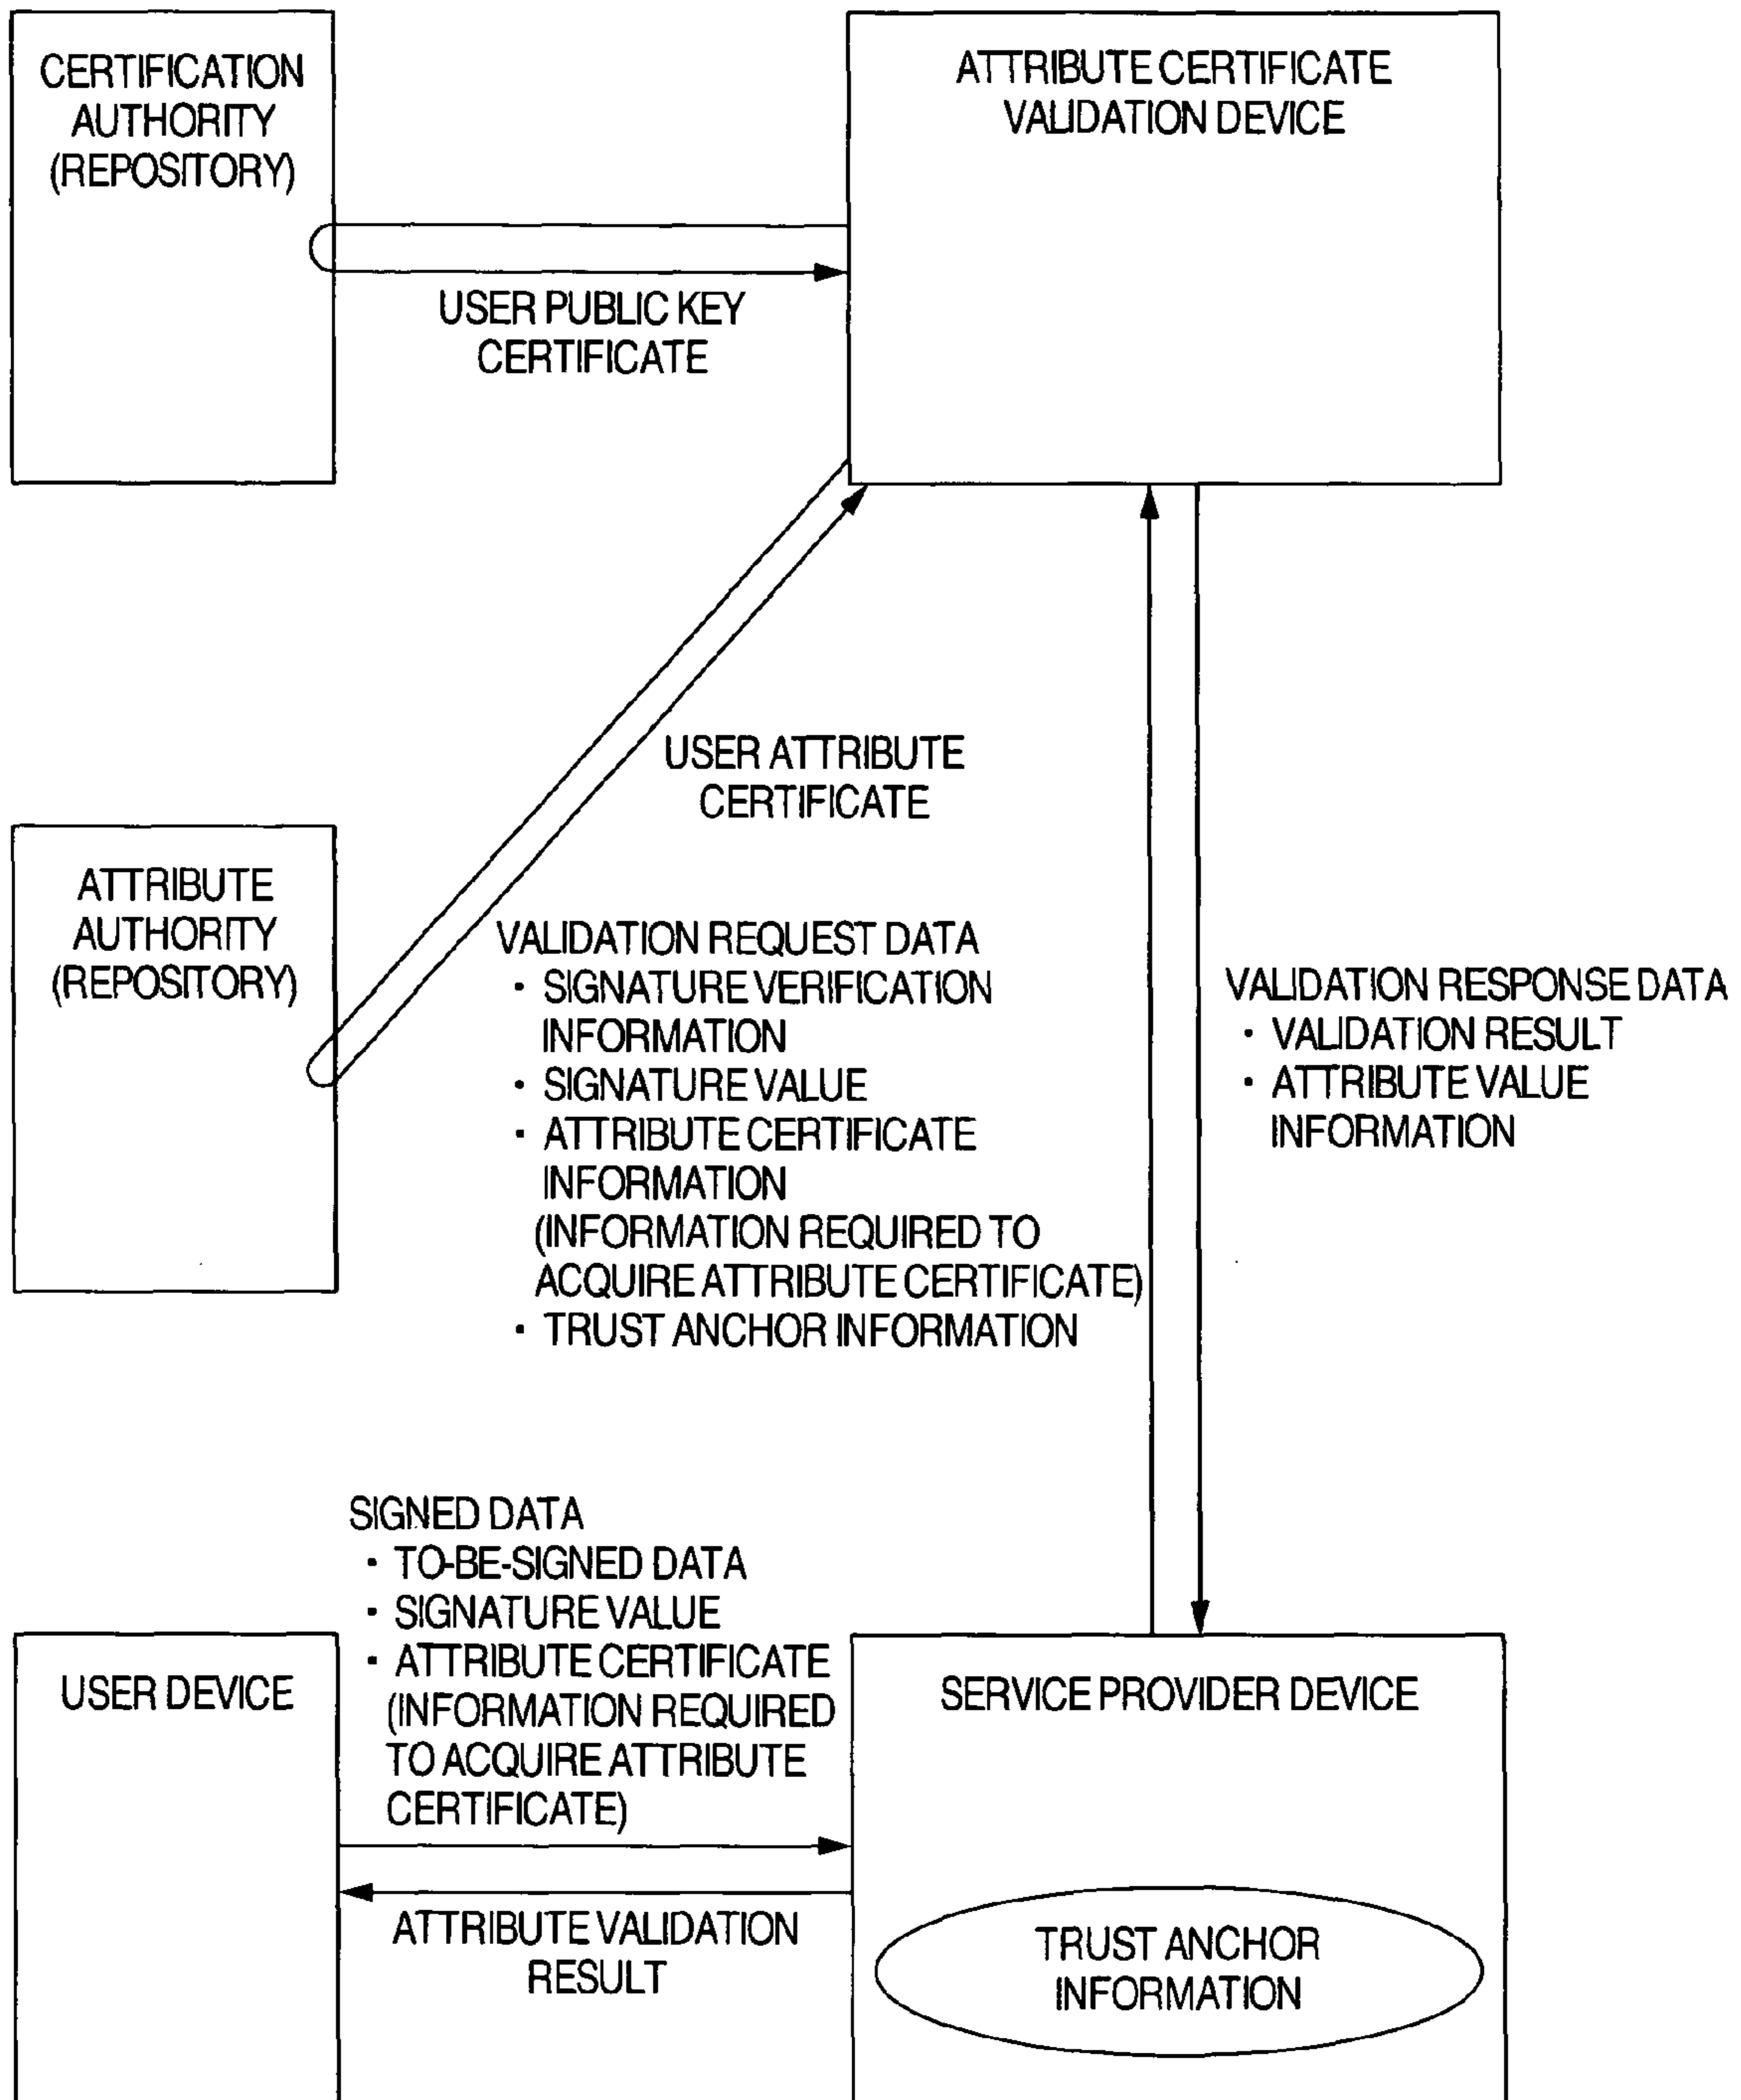 CERTIFICATION
AUTHORITY
(REPOSITORY)
ATTRIBUTE CERTIFICATE
VALIDATION DEVICE
USER PUBLIC KEY
CERTIFICATE
USER ATTRIBUTE
CERTIFICATE
ATTRIBUTE
AUTHORITY
(REPOSITORY)
VALIDATION REQUEST DATA
· SIGNATURE VERIFICATION
INFORMATION
· SIGNATURE VALUE
· ATTRIBUTE CERTIFICATE
INFORMATION
(INFORMATION REQUIRED TO
ACQUIRE ATTRIBUTE CERTIFICATE)
· TRUST ANCHOR INFORMATION
VALIDATION RESPONSE DATA
· VALIDATION RESULT
· ATTRIBUTE VALUE
INFORMATION
SIGNED DATA
· TO-BE-SIGNED DATA
· SIGNATURE VALUE
· ATTRIBUTE CERTIFICATE
(INFORMATION REQUIRED
TO ACQUIRE ATTRIBUTE
CERTIFICATE)
USER DEVICE
SERVICE PROVIDER DEVICE
ATTRIBUTE VALIDATION
RESULT
TRUST ANCHOR
INFORMATION